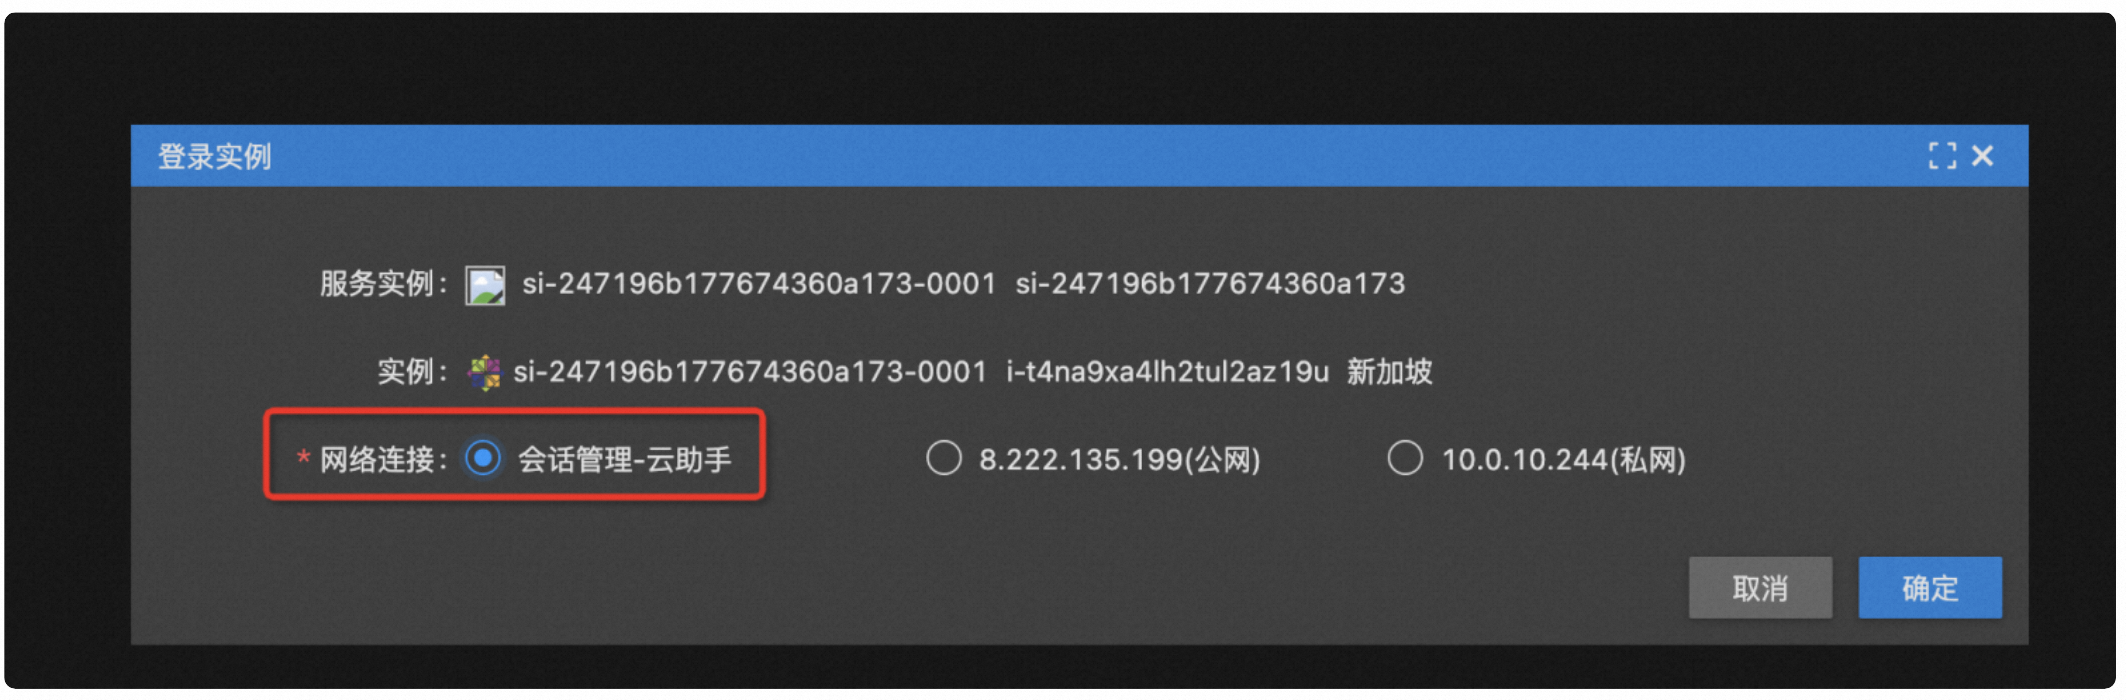 登录实例
服务实例： si-247196b177674360a173-0001 si-247196b177674360a173
实例： si-247196b177674360a173-0001 i-t4na9xa4lh2tul2az19u 新加坡
* 网络连接： 会话管理-云助手 8.222.135.199(公网) 10.0.10.244(私网)
取消 确定